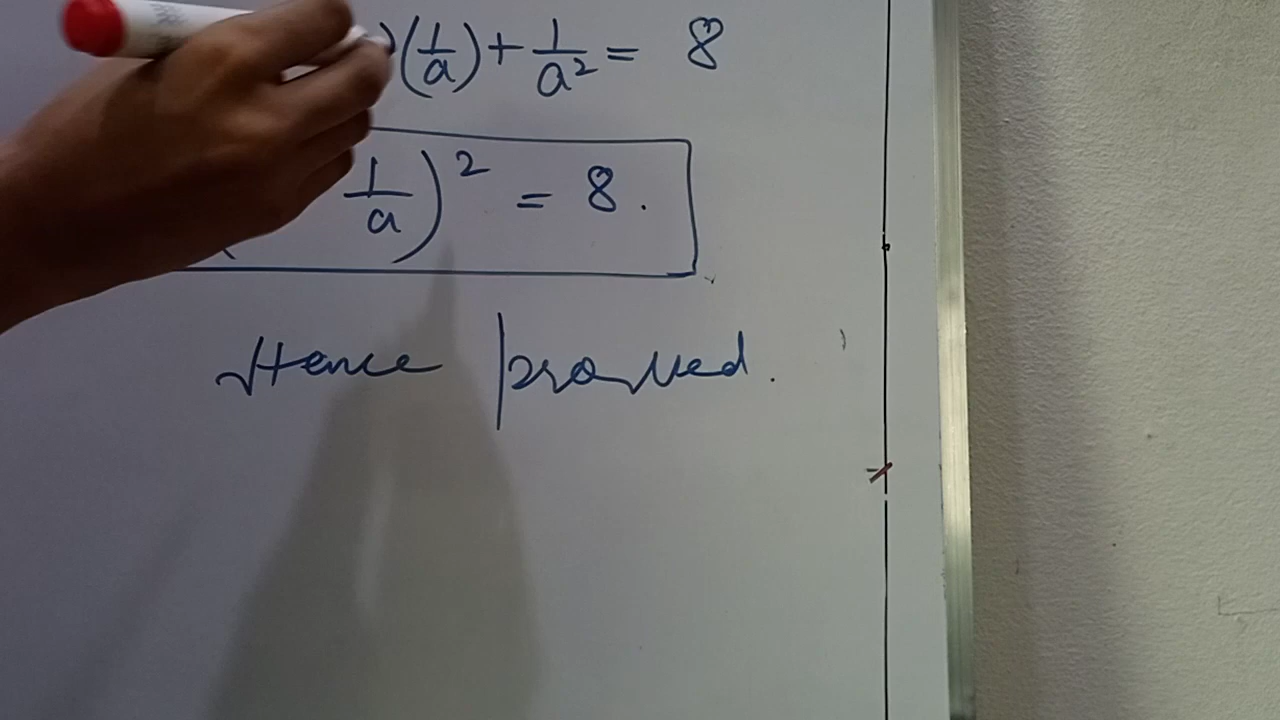 )(1/a) + 1/a² = 8
1/a)² = 8.
Hence proved.